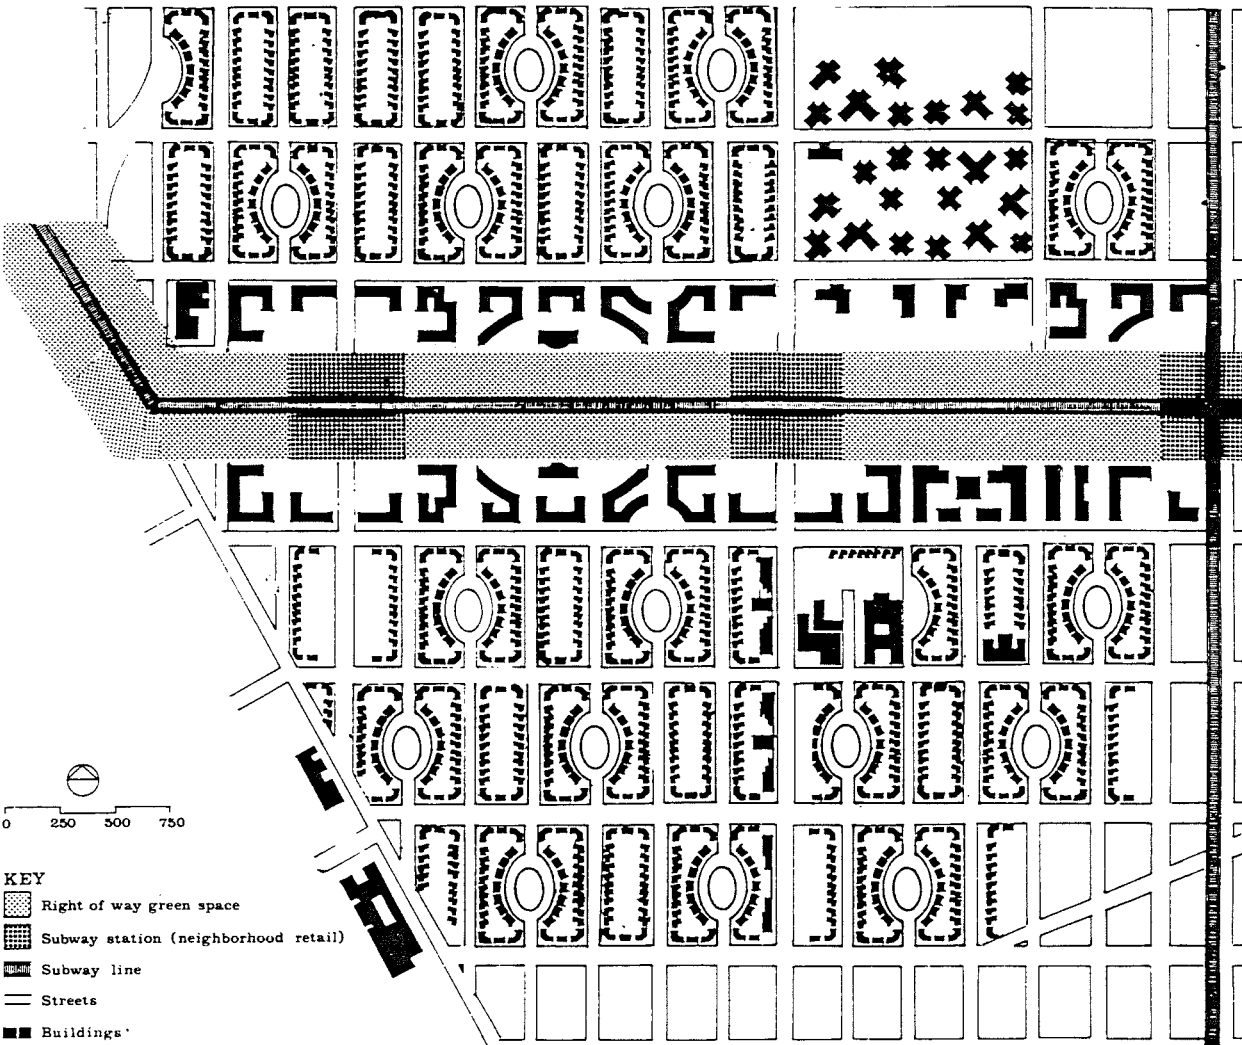 0 250 500 750
KEY
Right of way green space
Subway station (neighborhood retail)
Subway line
Streets
Buildings